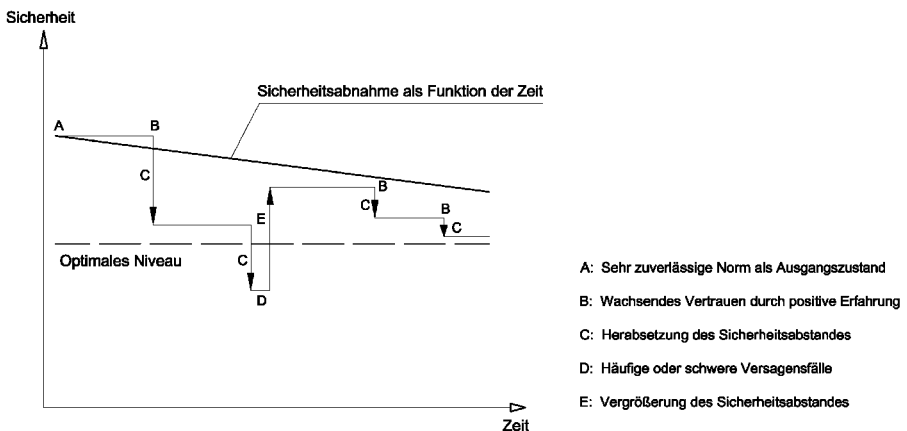 Sicherheit
Sicherheitsabnahme als Funktion der Zeit
A
B
C
E
B
C
B
C
Optimales Niveau
C
D
A: Sehr zuverlässige Norm als Ausgangszustand
B: Wachsendes Vertrauen durch positive Erfahrung
C: Herabsetzung des Sicherheitsabstandes
D: Häufige oder schwere Versagensfälle
E: Vergrößerung des Sicherheitsabstandes
Zeit